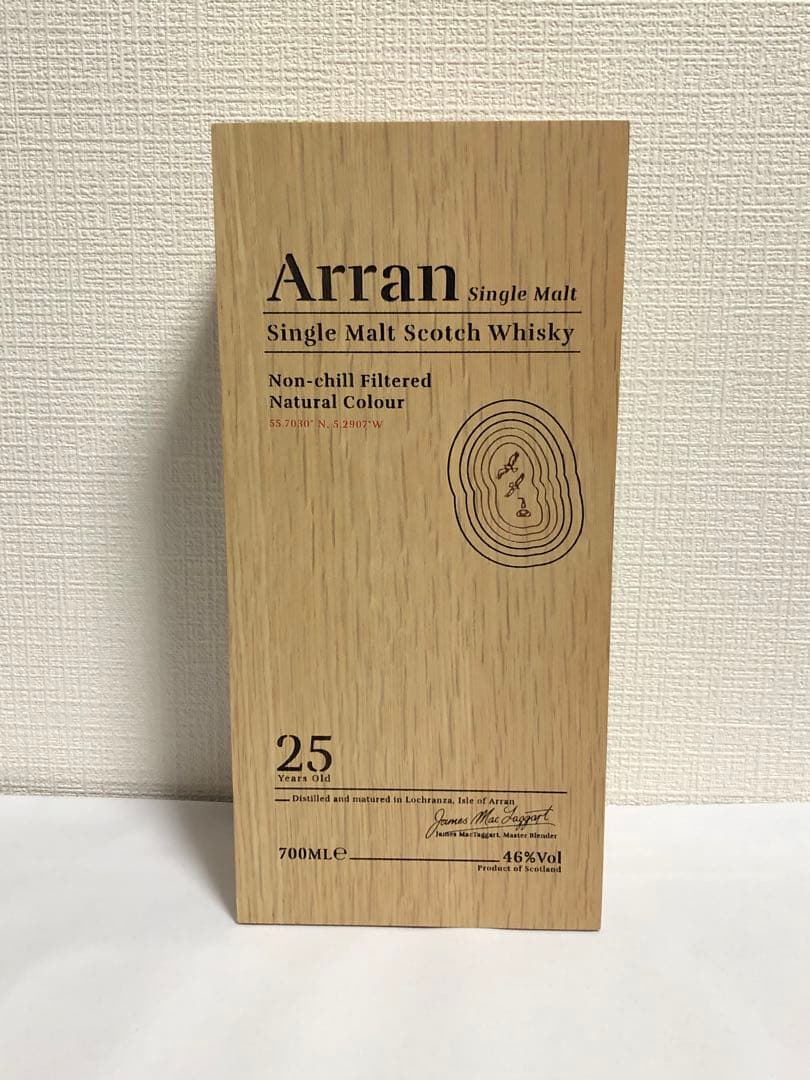 Arran Single Malt
Single Malt Scotch Whisky
Non-chill Filtered
Natural Colour
55.7030° N, 5.2907°W
25
Years Old
Distilled and matured in Lochranza, Isle of Arran
James MacTaggart
James MacTaggart, Master Blender
700ML℮ 46%Vol
Product of Scotland